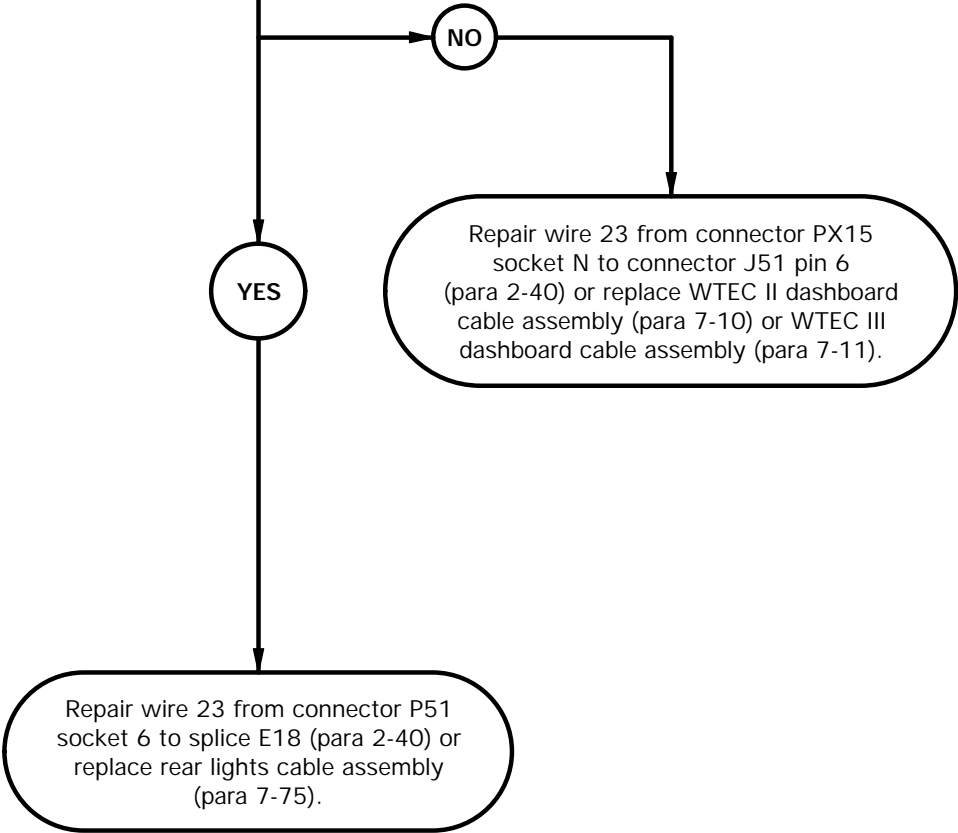 NO
Repair wire 23 from connector PX15
socket N to connector J51 pin 6
(para 2-40) or replace WTEC II dashboard
cable assembly (para 7-10) or WTEC III
dashboard cable assembly (para 7-11).
YES
Repair wire 23 from connector P51
socket 6 to splice E18 (para 2-40) or
replace rear lights cable assembly
(para 7-75).